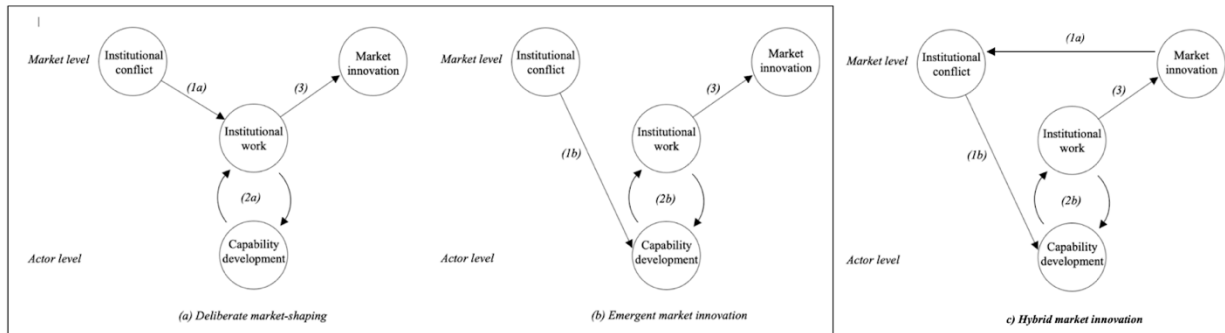 Market level
Institutional
conflict
(1a)
(3)
Market
innovation
Institutional
work
(2a)
Capability
development
Actor level
(a) Deliberate market-shaping
Market level
Institutional
conflict
(1b)
(3)
Market
innovation
Institutional
work
(2b)
Capability
development
Actor level
(b) Emergent market innovation
Market level
Institutional
conflict
(1a)
Market
innovation
(3)
(1b)
Institutional
work
(2b)
Capability
development
Actor level
c) Hybrid market innovation